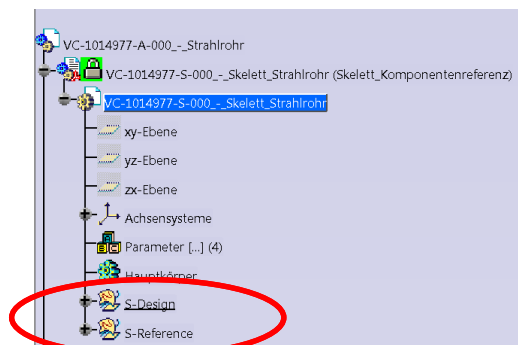 VC-1014977-A-000_-_Strahlrohr
VC-1014977-S-000_-_Skelett_Strahlrohr (Skelett_Komponentenreferenz)
VC-1014977-S-000_-_Skelett_Strahlrohr
xy-Ebene
yz-Ebene
zx-Ebene
Achsensysteme
Parameter [...] (4)
Hauptkörper
S-Design
S-Reference